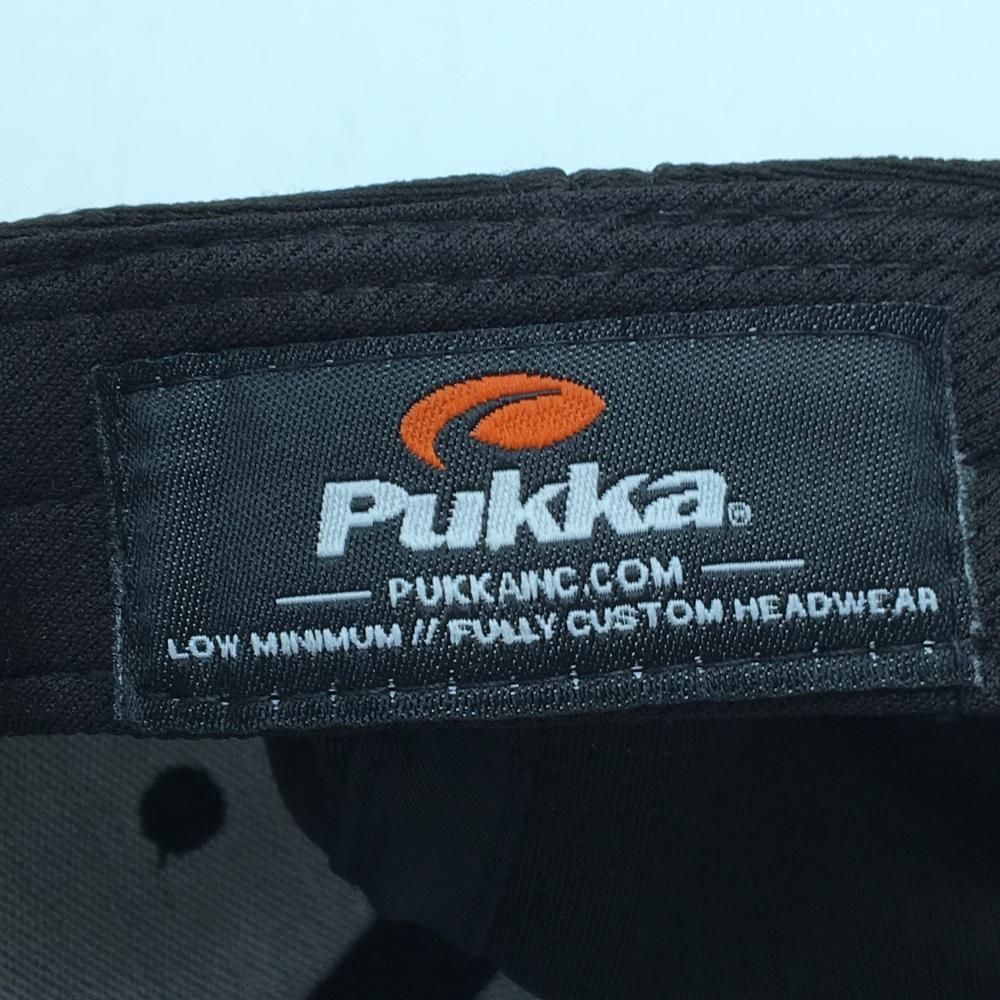 Pukka®
PUKKAINC.COM
LOW MINIMUM // FULLY CUSTOM HEADWEAR